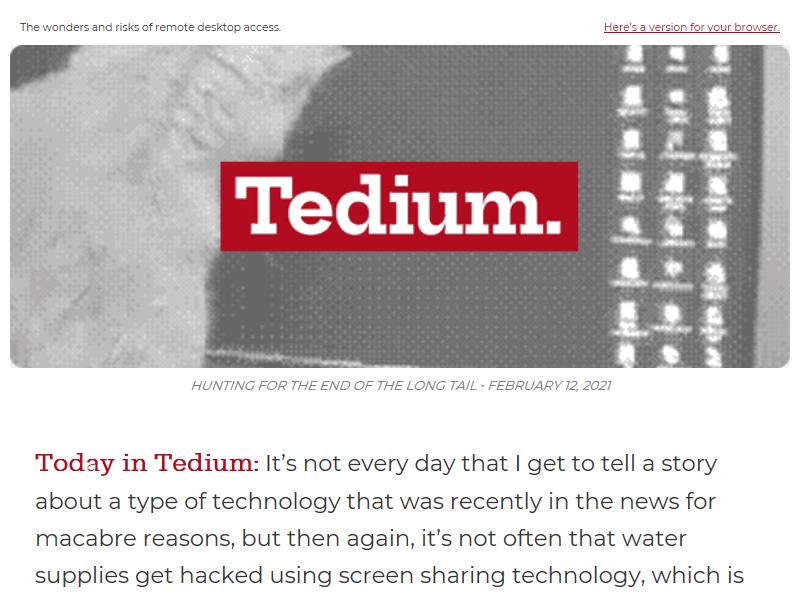 The wonders and risks of remote desktop access.
Here's a version for your browser.
Tedium.
HUNTING FOR THE END OF THE LONG TAIL • FEBRUARY 12, 2021
Today in Tedium: It’s not every day that I get to tell a story
about a type of technology that was recently in the news for
macabre reasons, but then again, it’s not often that water
supplies get hacked using screen sharing technology, which is